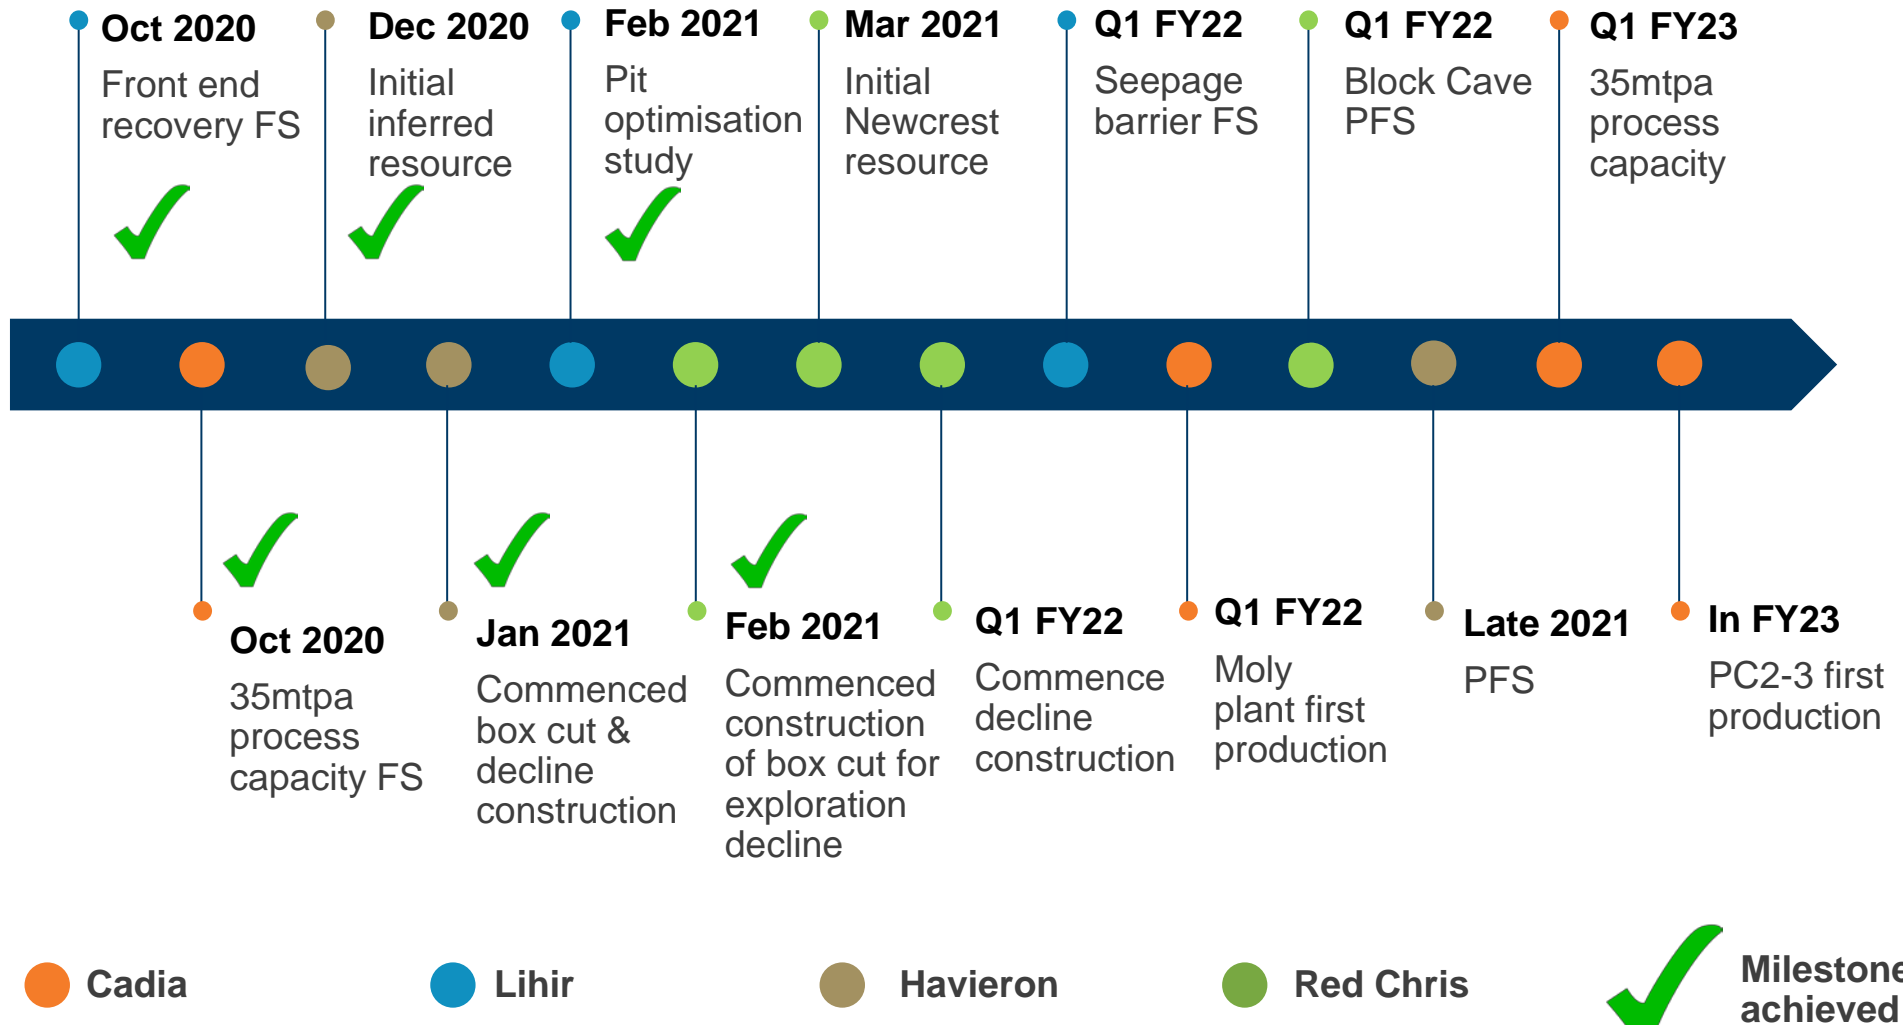 Oct 2020
Front end
recovery FS
Dec 2020
Initial
inferred
resource
Feb 2021
Pit
optimisation
study
Mar 2021
Initial
Newcrest
resource
Q1 FY22
Seepage
barrier FS
Q1 FY22
Block Cave
PFS
Q1 FY23
35mtpa
process
capacity
Oct 2020
35mtpa
process
capacity FS
Jan 2021
Commenced
box cut &
decline
construction
Feb 2021
Commenced
construction
of box cut for
exploration
decline
Q1 FY22
Commence
decline
construction
Q1 FY22
Moly
plant first
production
Late 2021
PFS
In FY23
PC2-3 first
production
Cadia
Lihir
Havieron
Red Chris
Milestone
achieved